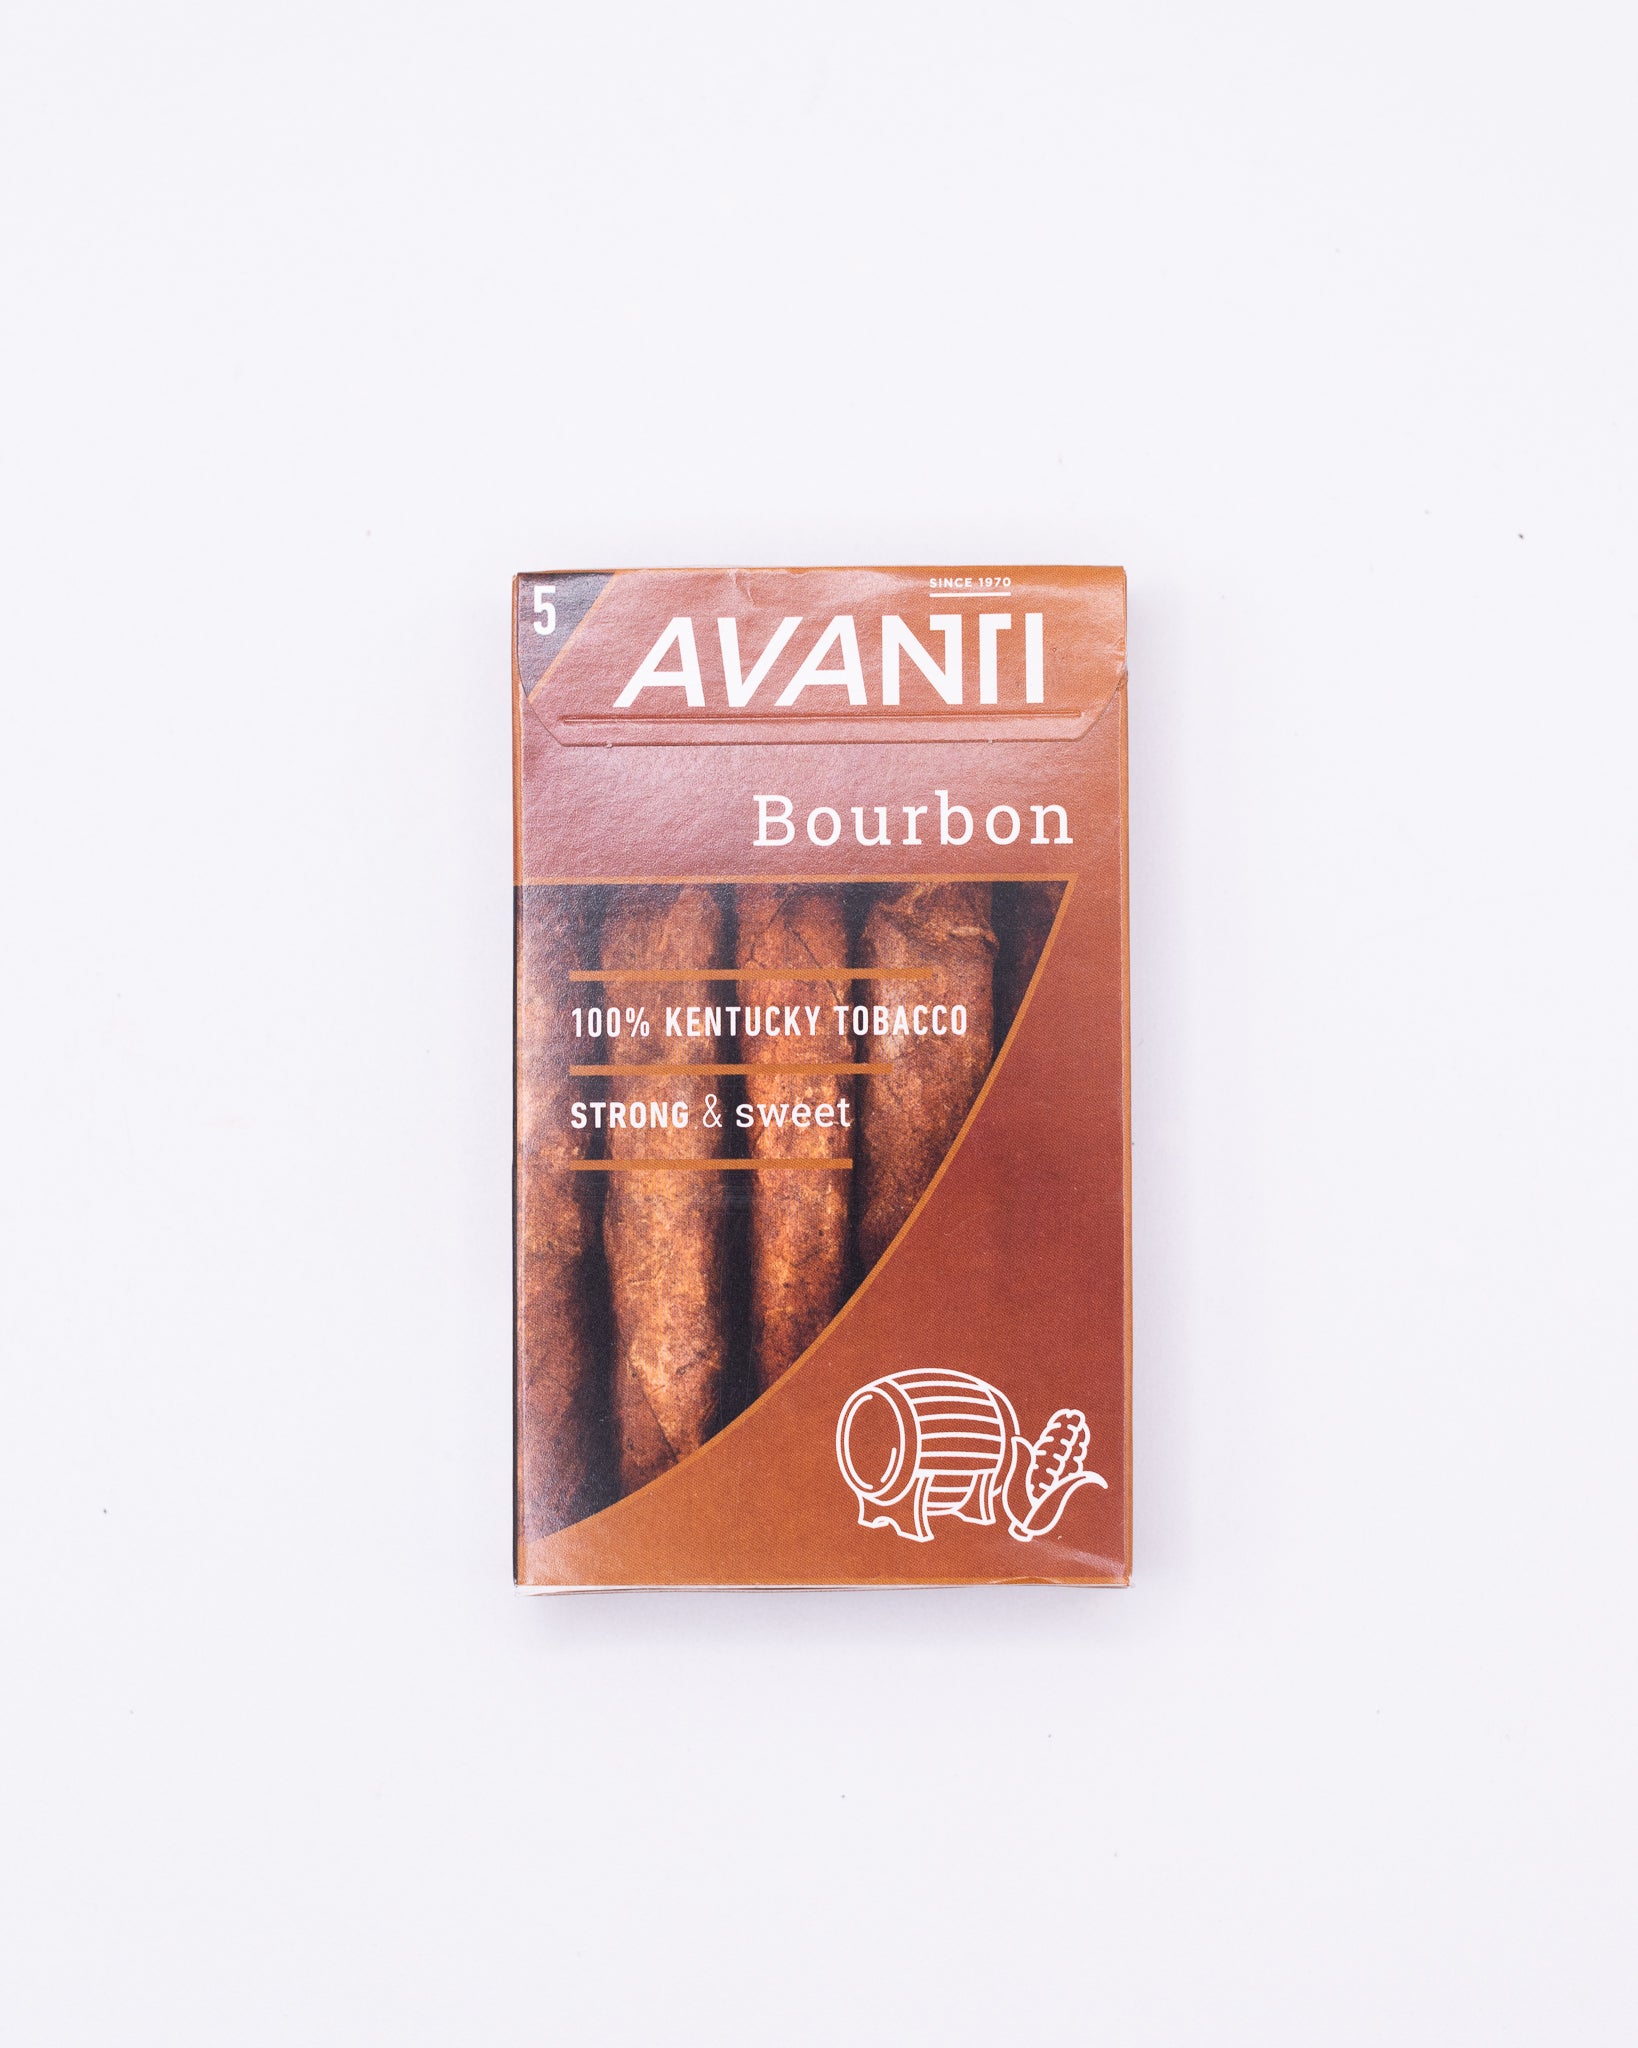 5
SINCE 1970
AVANTI
Bourbon
100% KENTUCKY TOBACCO
STRONG & sweet